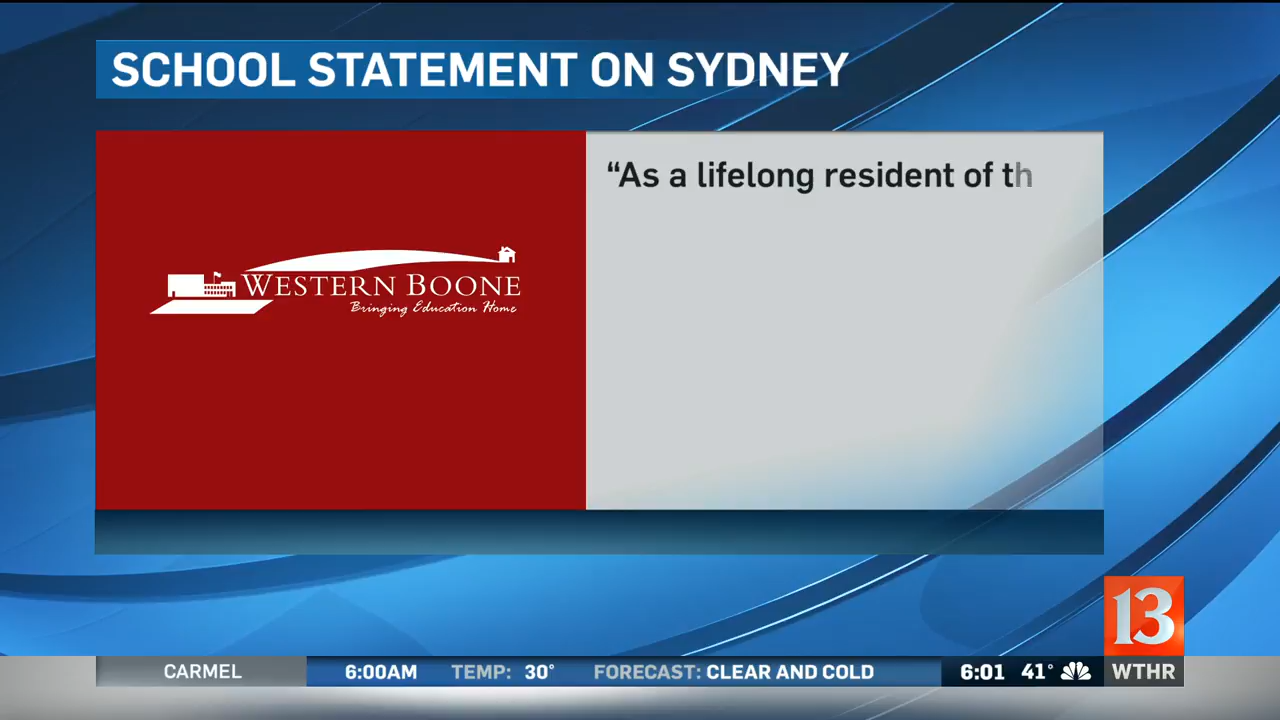 SCHOOL STATEMENT ON SYDNEY
“As a lifelong resident of th
WESTERN BOONE
Bringing Education Home
13
CARMEL 6:00AM TEMP: 30° FORECAST: CLEAR AND COLD 6:01 41° WTHR